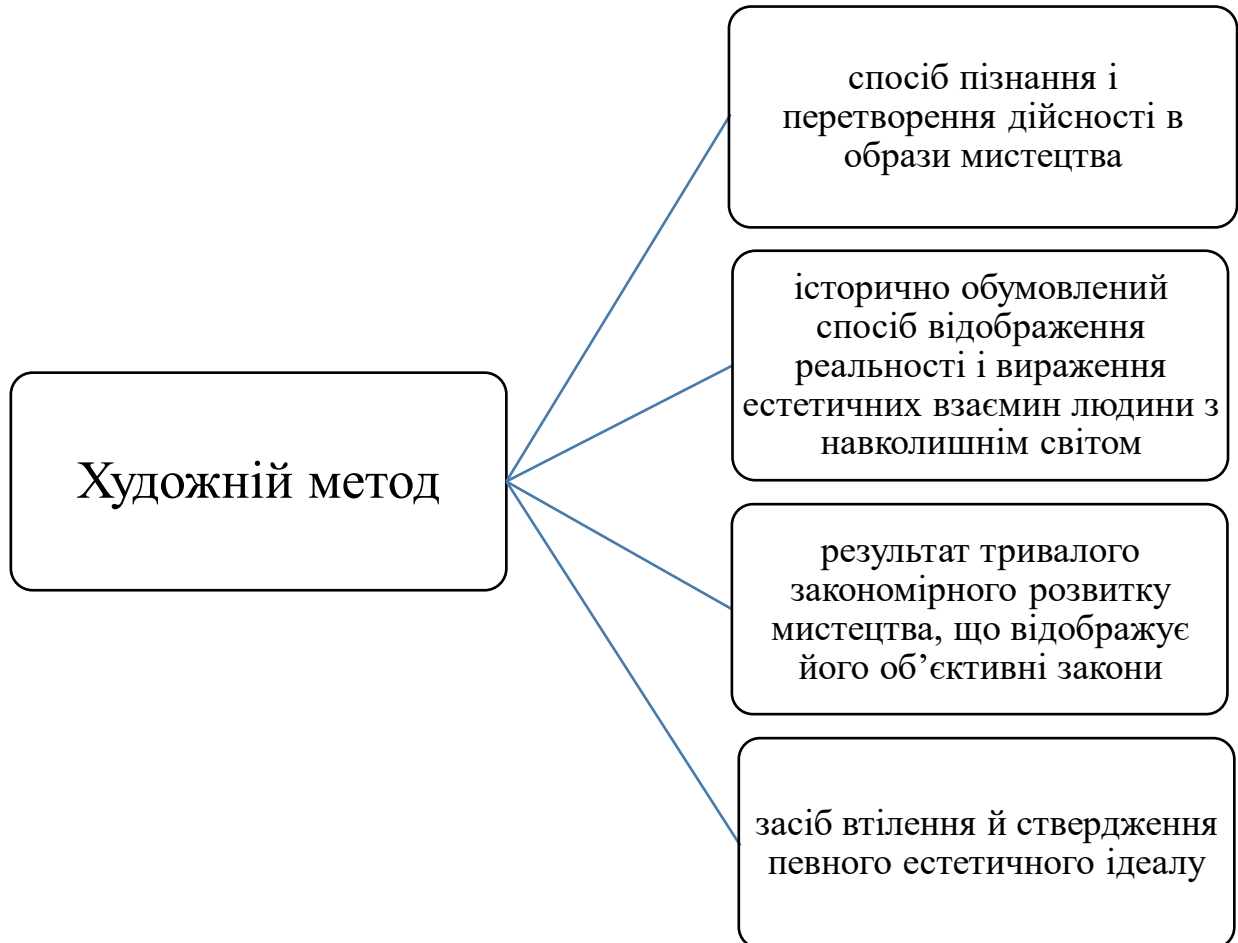 Художній метод
спосіб пізнання і
перетворення дійсності в
образи мистецтва
історично обумовлений
спосіб відображення
реальності і вираження
естетичних взаємин людини з
навколишнім світом
результат тривалого
закономірного розвитку
мистецтва, що відображує
його об’єктивні закони
засіб втілення й ствердження
певного естетичного ідеалу